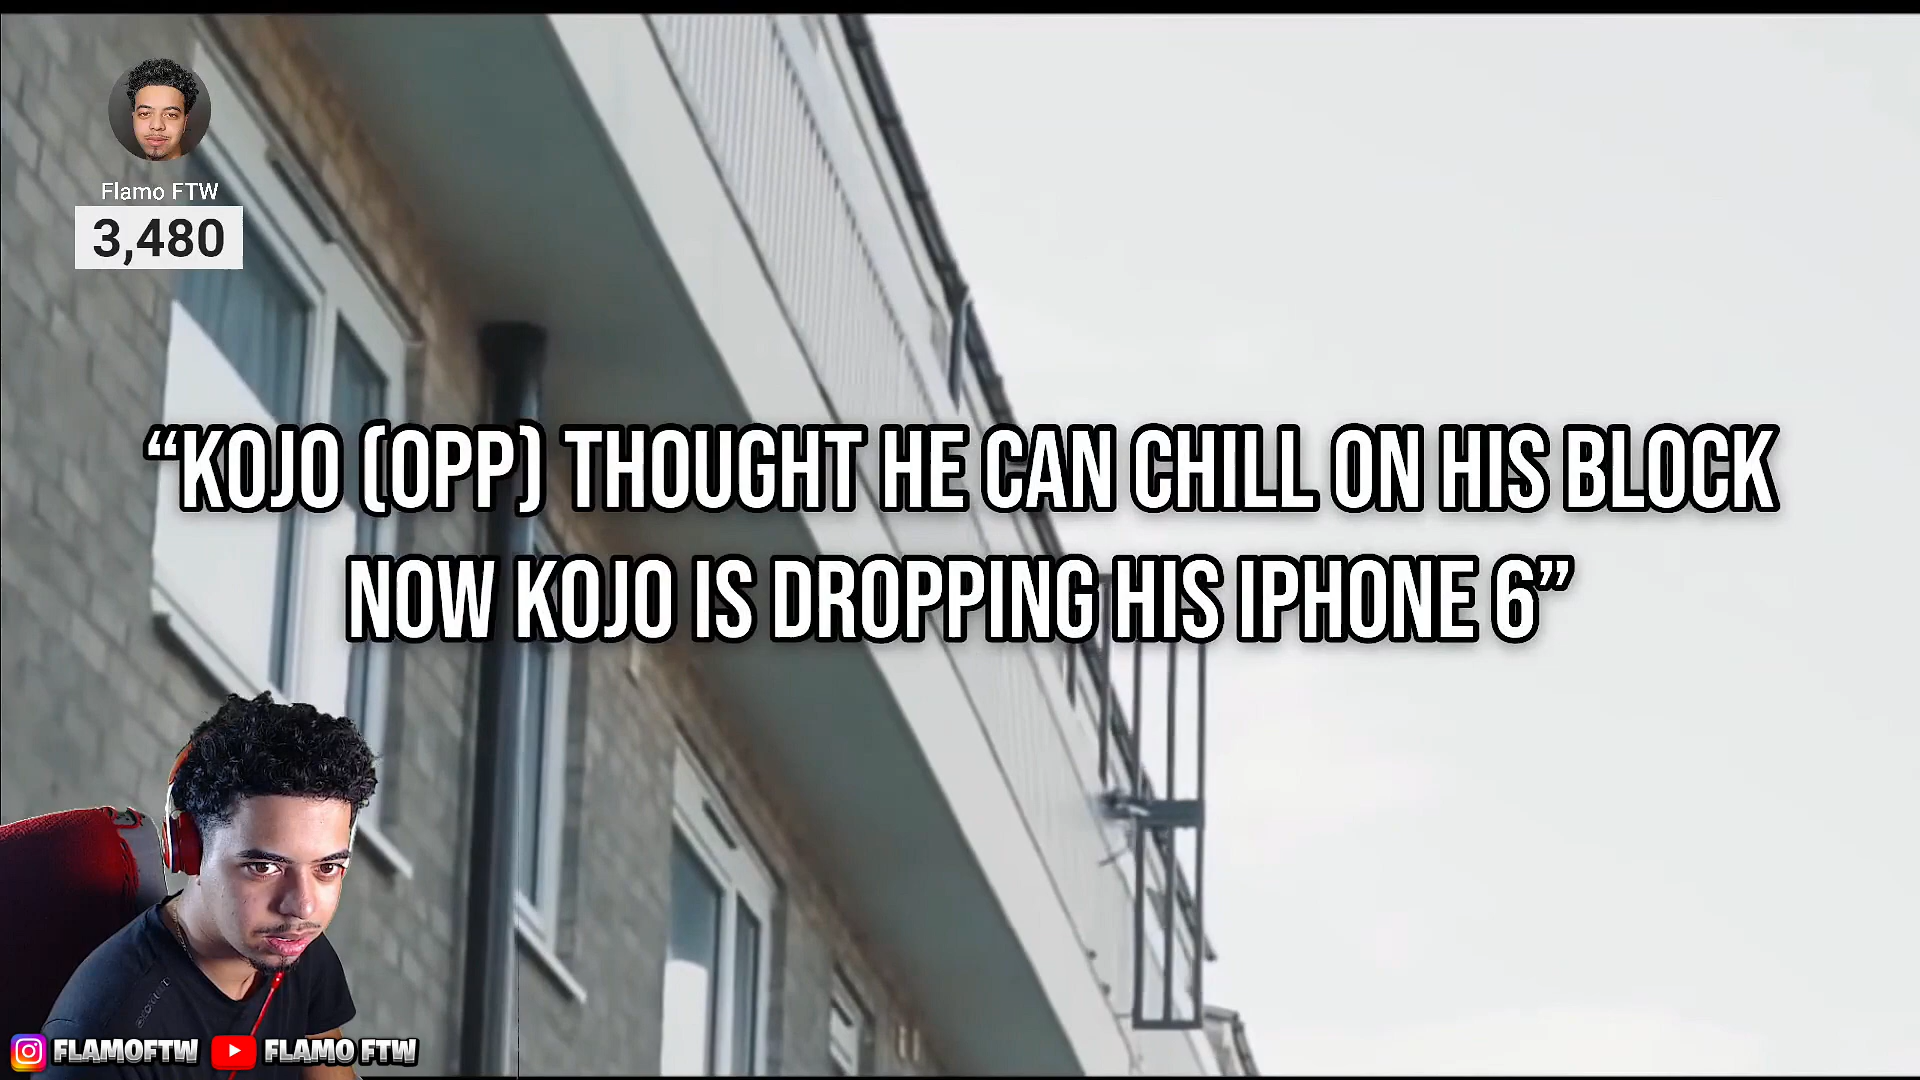 Flamo FTW
3,480
“KOJO (OPP) THOUGHT HE CAN CHILL ON HIS BLOCK
NOW KOJO IS DROPPING HIS IPHONE 6”
FLAMOFTW FLAMO FTW